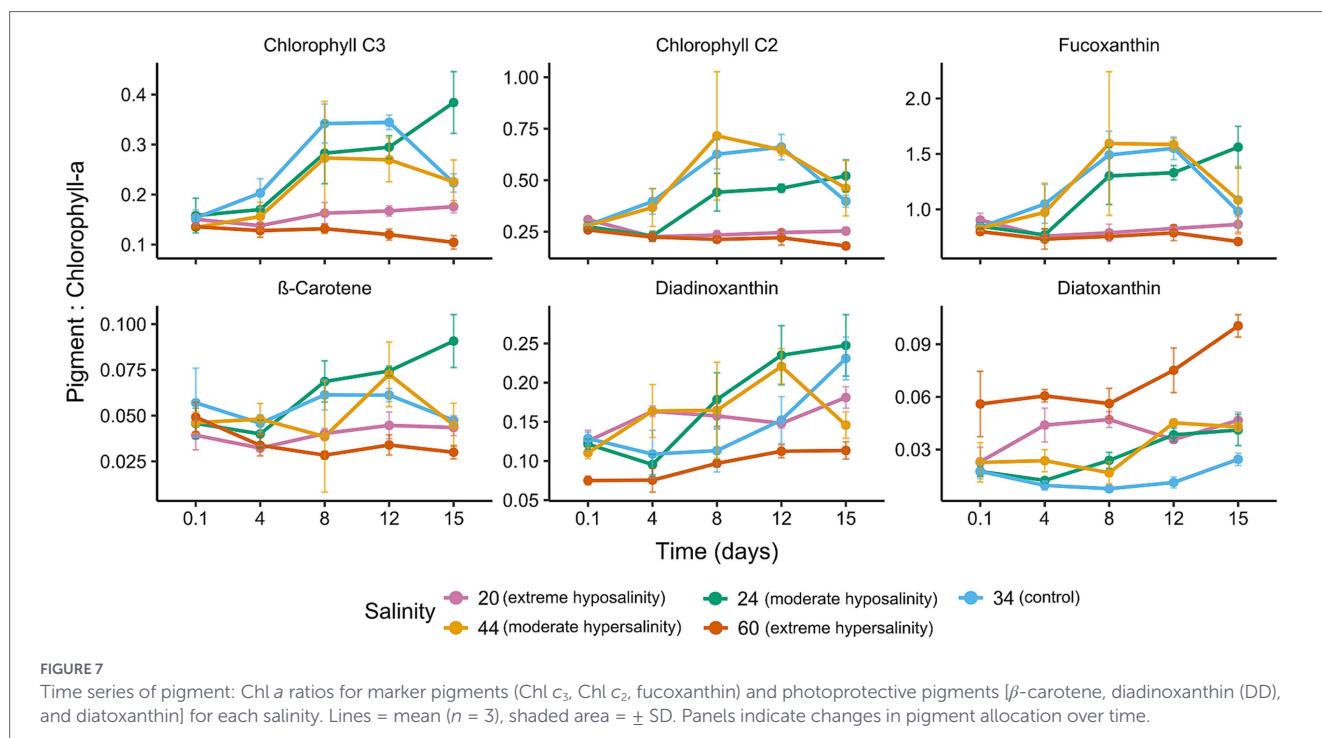 Chlorophyll C3
Chlorophyll C2
Fucoxanthin
0.4
0.3
0.2
0.1
1.00
0.75
0.50
0.25
2.0
1.5
1.0
Pigment : Chlorophyll-a
ß-Carotene
Diadinoxanthin
Diatoxanthin
0.100
0.075
0.050
0.025
0.25
0.20
0.15
0.10
0.05
0.09
0.06
0.03
0.1 4 8 12 15
0.1 4 8 12 15
0.1 4 8 12 15
Time (days)
Salinity
20 (extreme hyposalinity)
24 (moderate hyposalinity)
34 (control)
44 (moderate hypersalinity)
60 (extreme hypersalinity)
FIGURE 7
Time series of pigment: Chl a ratios for marker pigments (Chl c₃, Chl c₂, fucoxanthin) and photoprotective pigments [β-carotene, diadinoxanthin (DD),
and diatoxanthin] for each salinity. Lines = mean (n = 3), shaded area = ± SD. Panels indicate changes in pigment allocation over time.